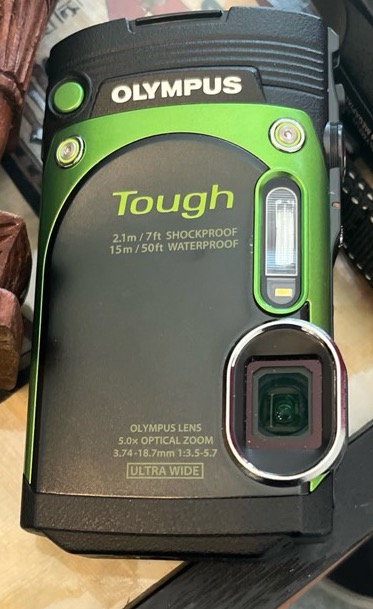 OLYMPUS
Tough
2.1m / 7ft SHOCKPROOF
15m / 50ft WATERPROOF
OLYMPUS LENS
5.0x OPTICAL ZOOM
3.74-18.7mm 1:3.5-5.7
ULTRA WIDE